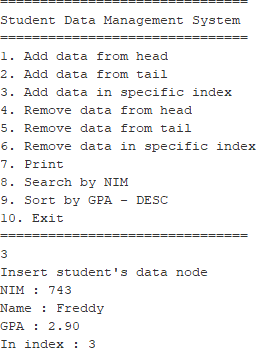 ===============================
Student Data Management System
===============================
1. Add data from head
2. Add data from tail
3. Add data in specific index
4. Remove data from head
5. Remove data from tail
6. Remove data in specific index
7. Print
8. Search by NIM
9. Sort by GPA - DESC
10. Exit
===============================
3
Insert student's data node
NIM : 743
Name : Freddy
GPA : 2.90
In index : 3